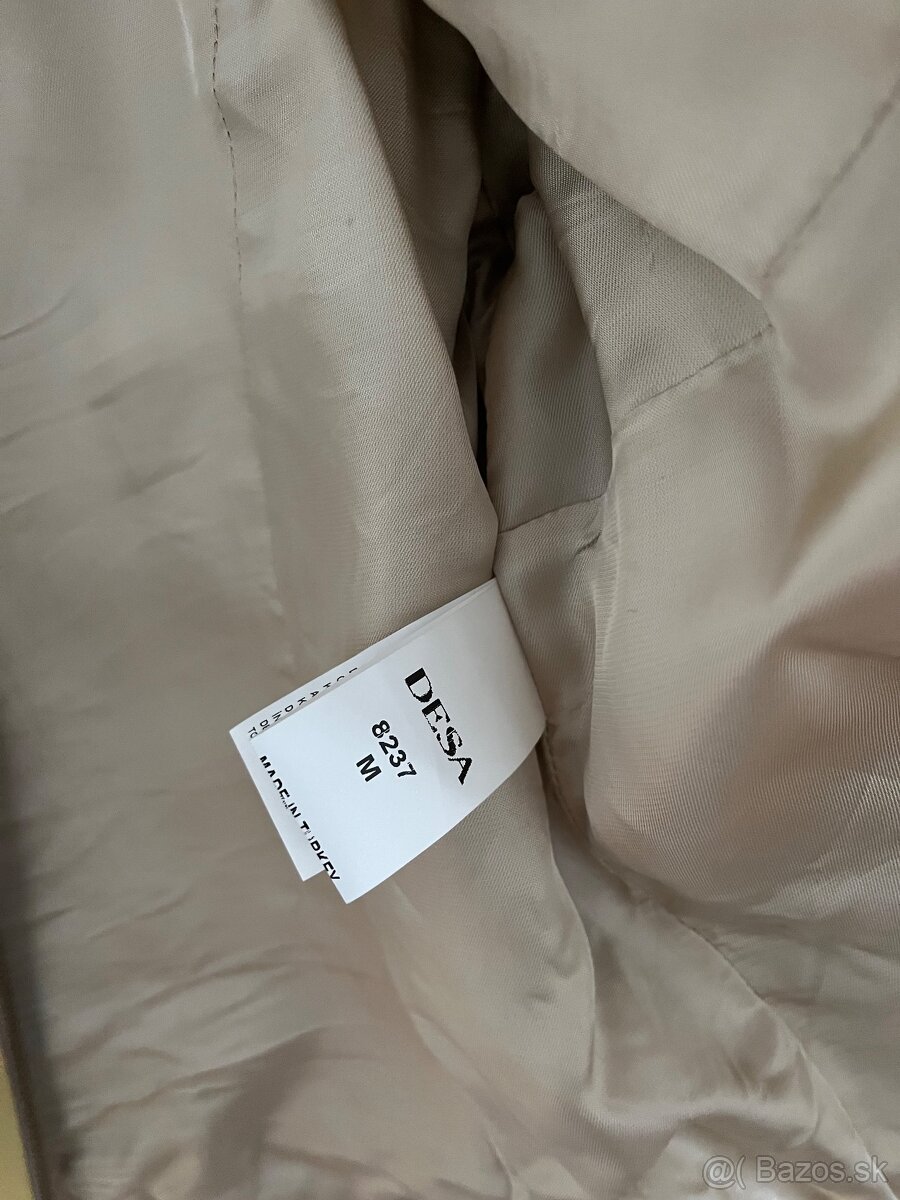 DESA
8237
M
MADE IN TURKEY
@( Bazos.sk